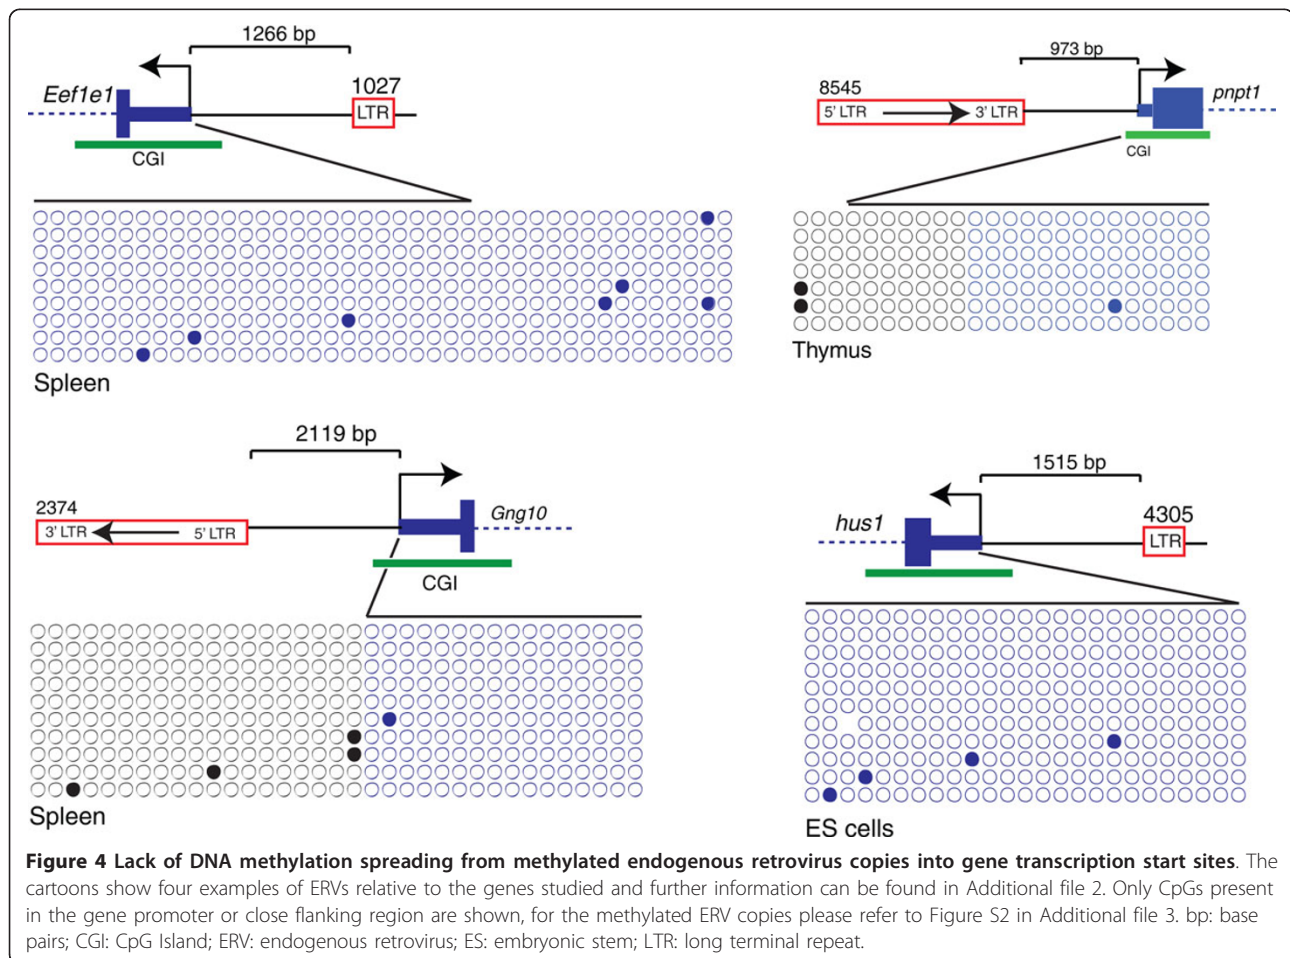 1266 bp
Eef1e1
1027
LTR
CGI
Spleen
973 bp
8545
5' LTR
3' LTR
pnpt1
CGI
Thymus
2119 bp
2374
3' LTR
5' LTR
Gng10
CGI
Spleen
1515 bp
hus1
4305
LTR
ES cells
Figure 4 Lack of DNA methylation spreading from methylated endogenous retrovirus copies into gene transcription start sites. The
cartoons show four examples of ERVs relative to the genes studied and further information can be found in Additional file 2. Only CpGs present
in the gene promoter or close flanking region are shown, for the methylated ERV copies please refer to Figure S2 in Additional file 3. bp: base
pairs; CGI: CpG Island; ERV: endogenous retrovirus; ES: embryonic stem; LTR: long terminal repeat.